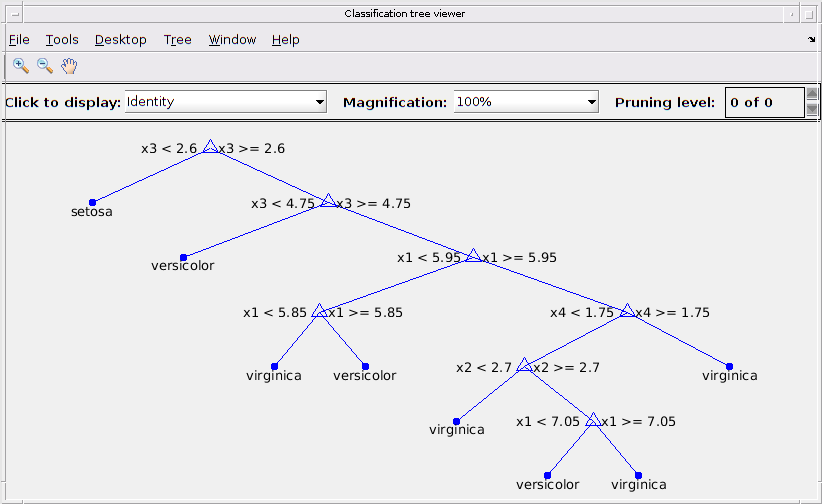 Classification tree viewer
File Tools Desktop Tree Window Help
Click to display: Identity Magnification: 100% Pruning level: 0 of 0
x3 < 2.6 x3 >= 2.6
setosa x3 < 4.75 x3 >= 4.75
versicolor x1 < 5.95 x1 >= 5.95
x1 < 5.85 x1 >= 5.85 x4 < 1.75 x4 >= 1.75
virginica versicolor x2 < 2.7 x2 >= 2.7 virginica
virginica x1 < 7.05 x1 >= 7.05
versicolor virginica